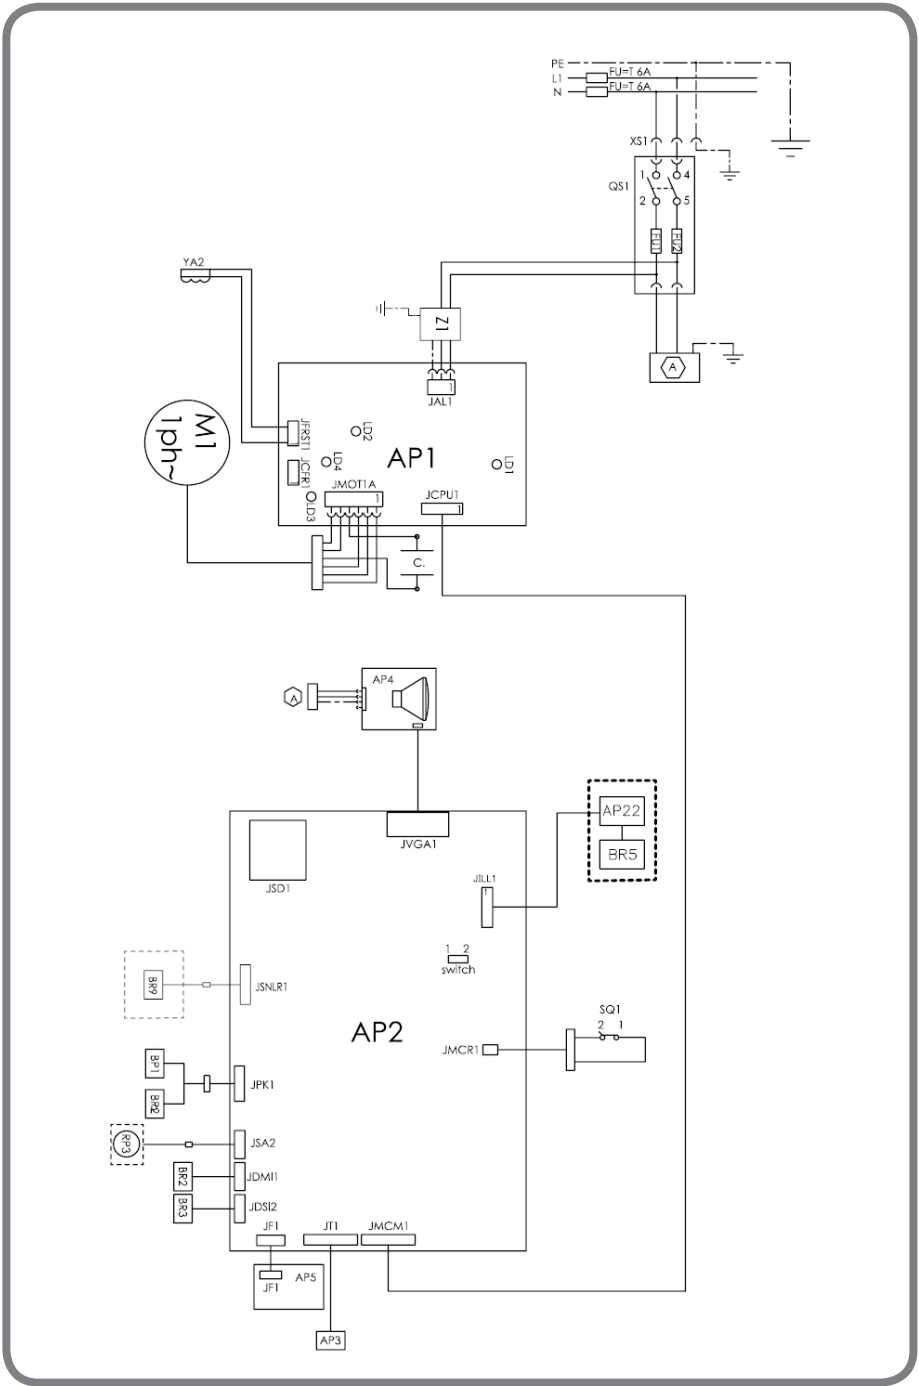 PE
L1 FU=T 6A
N FU=T 6A
XS1
QS1
1 4
2 5
FU1 FU2
YA2
Z1
A
1
JAL1
M1
1ph~
JFRST1
LD2
LD4
AP1
LD1
JCFR1
JMOT1A
1
LD3
JCPU1
1
C.
AP4
A
AP22
BR5
JVGA1
JSD1
JILL1
1
1 2
switch
BR9
JSNLR1
AP2
SQ1
2 1
JMCR1
BP1
JPK1
BR2
RP3
JSA2
BR2
JDMI1
BR3
JDSI2
JF1 JT1 JMCM1
AP5
JF1
AP3